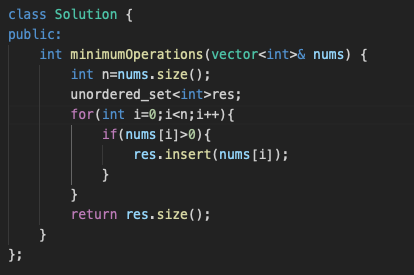 class Solution {
public:
    int minimumOperations(vector<int>& nums) {
        int n=nums.size();
        unordered_set<int>res;
        for(int i=0;i<n;i++){
            if(nums[i]>0){
                res.insert(nums[i]);
            }
        }
        return res.size();
    }
};